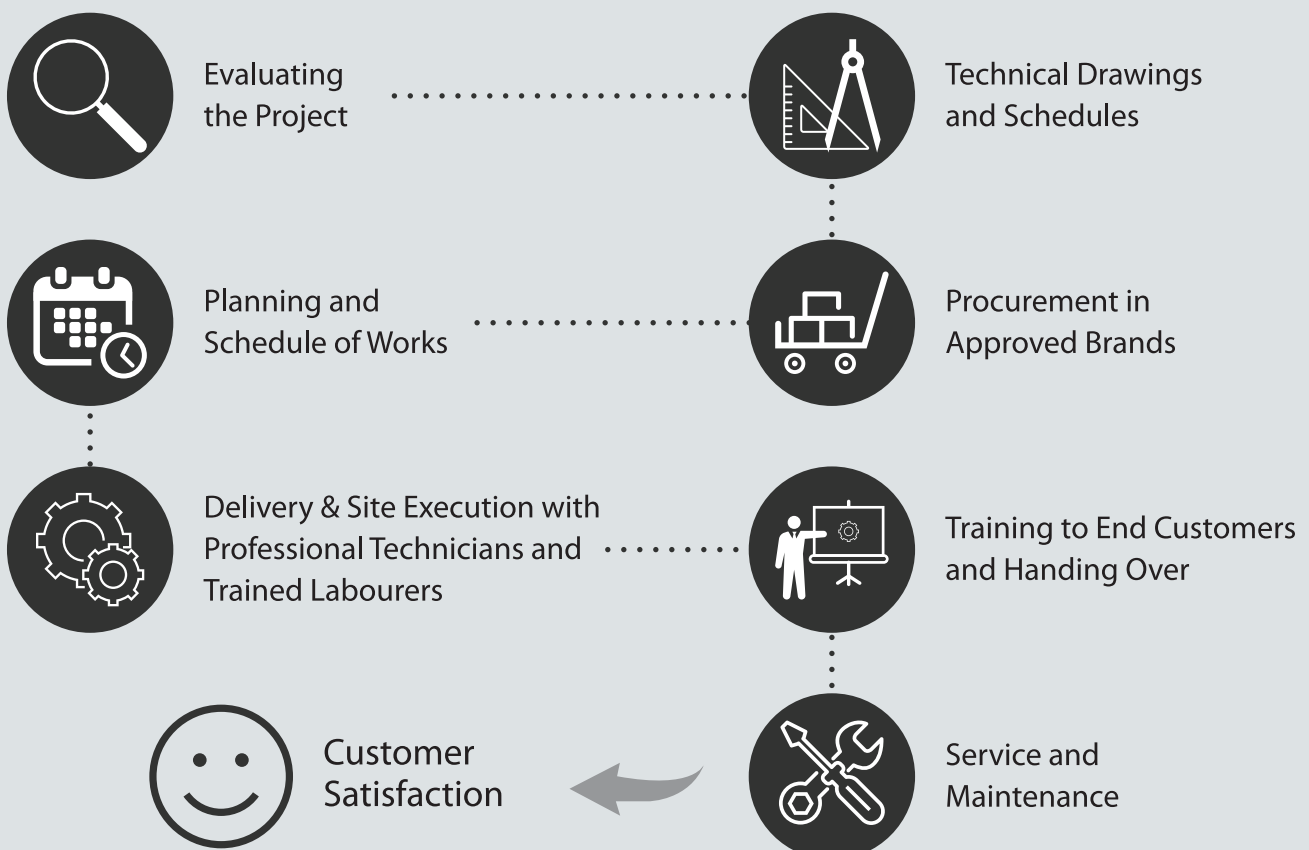 Evaluating
the Project
Technical Drawings
and Schedules
Planning and
Schedule of Works
Procurement in
Approved Brands
Delivery & Site Execution with
Professional Technicians and
Trained Labourers
Training to End Customers
and Handing Over
Customer
Satisfaction
Service and
Maintenance